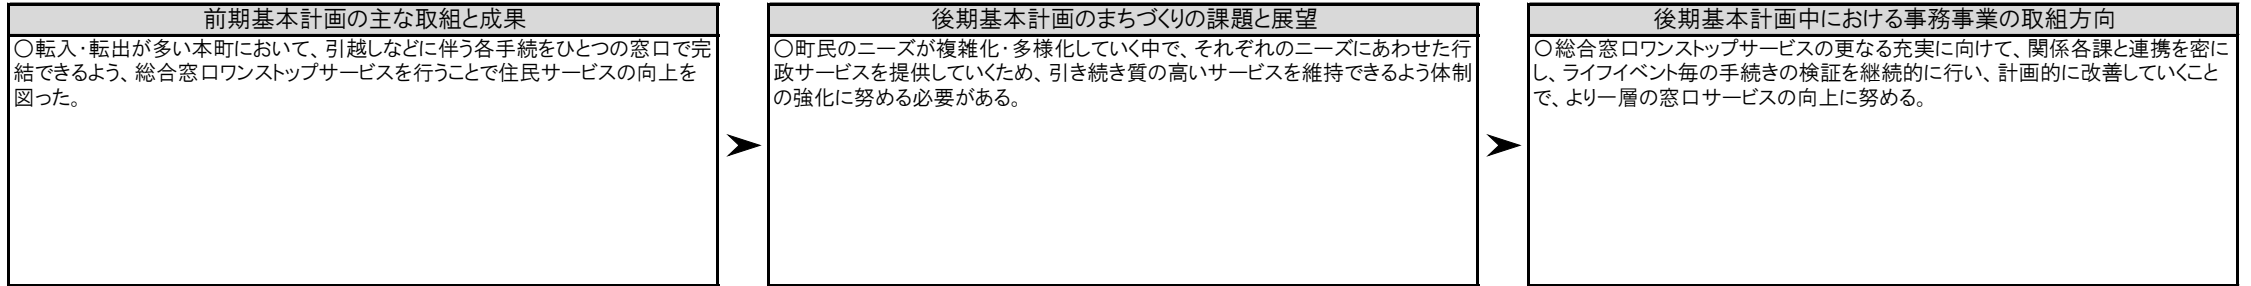 前期基本計画の主な取組と成果
〇転入・転出が多い本町において、引越しなどに伴う各手続をひとつの窓口で完
結できるよう、総合窓口ワンストップサービスを行うことで住民サービスの向上を
図った。
後期基本計画のまちづくりの課題と展望
〇町民のニーズが複雑化・多様化していく中で、それぞれのニーズにあわせた行
政サービスを提供していくため、引き続き質の高いサービスを維持できるよう体制
の強化に努める必要がある。
後期基本計画中における事務事業の取組方向
〇総合窓口ワンストップサービスの更なる充実に向けて、関係各課と連携を密に
し、ライフイベント毎の手続きの検証を継続的に行い、計画的に改善していくこと
で、より一層の窓口サービスの向上に努める。